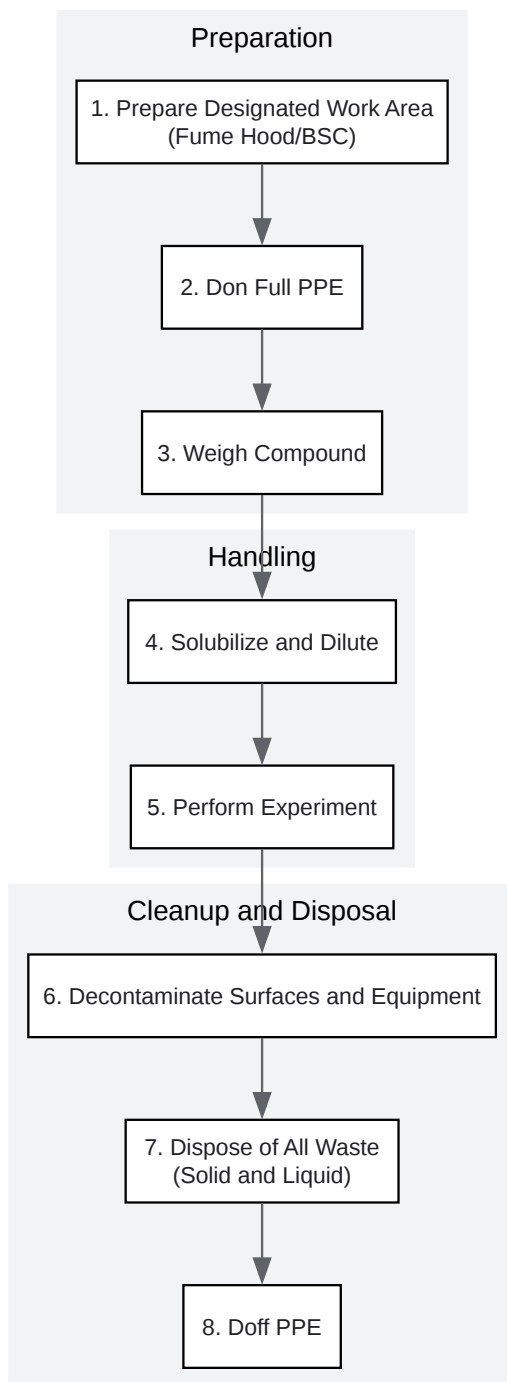 Preparation
1. Prepare Designated Work Area
(Fume Hood/BSC)
2. Don Full PPE
3. Weigh Compound
Handling
4. Solubilize and Dilute
5. Perform Experiment
Cleanup and Disposal
6. Decontaminate Surfaces and Equipment
7. Dispose of All Waste
(Solid and Liquid)
8. Doff PPE